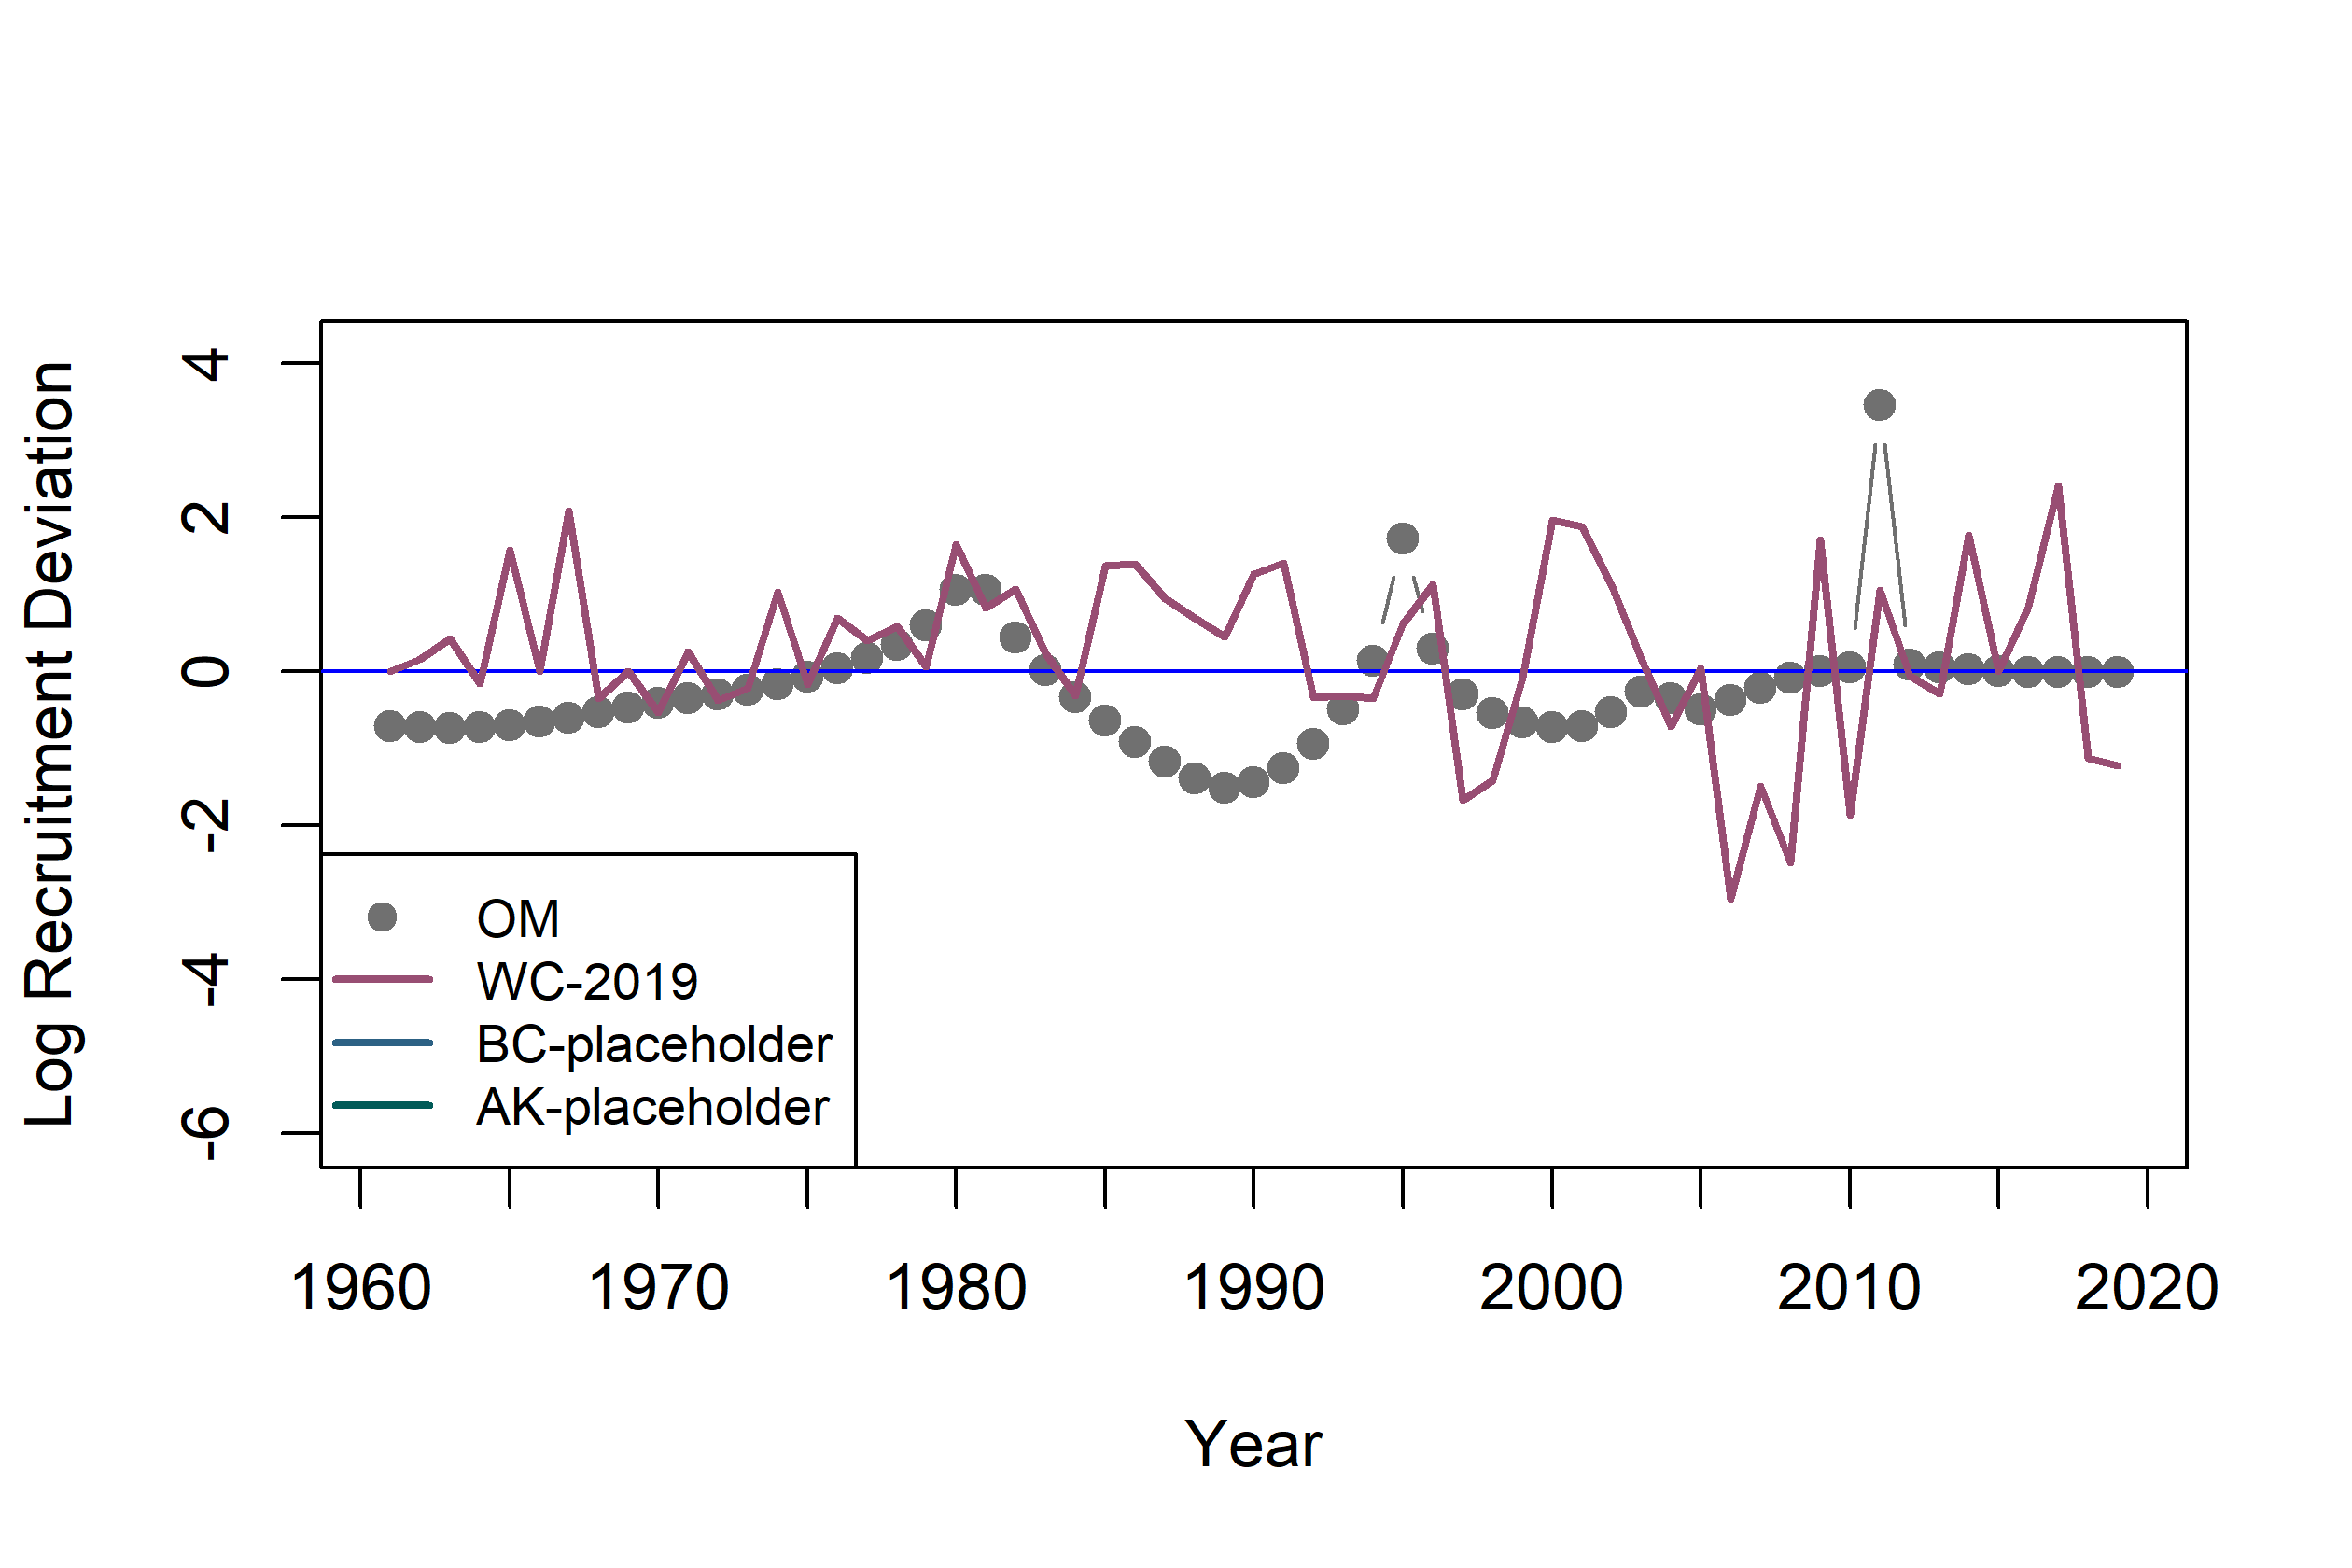 Log Recruitment Deviation
4
2
0
-2
-4
-6
OM
WC-2019
BC-placeholder
AK-placeholder
1960 1970 1980 1990 2000 2010 2020
Year